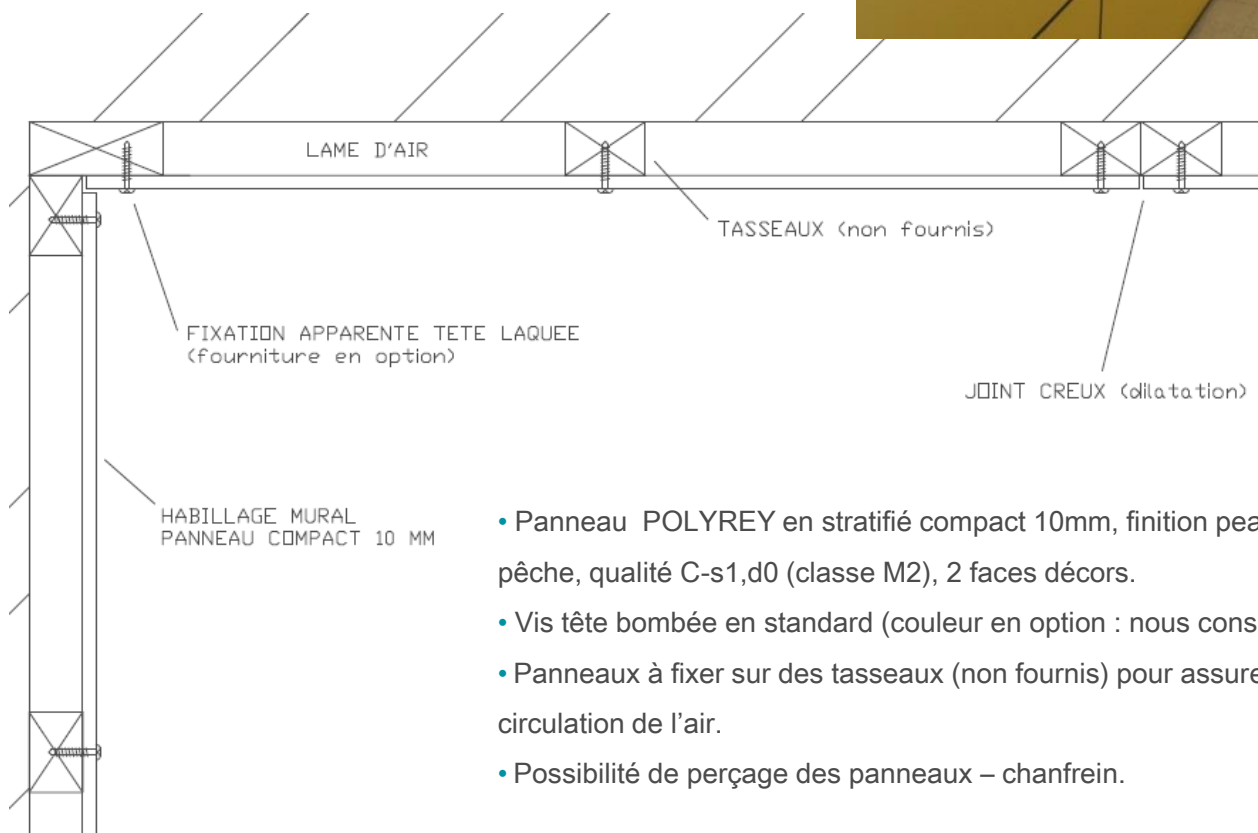 LAME D'AIR
TASSEAUX (non fournis)
FIXATION APPARENTE TETE LAQUEE
(fourniture en option)
JOINT CREUX (dilatation)
HABILLAGE MURAL
PANNEAU COMPACT 10 MM
• Panneau POLYREY en stratifié compact 10mm, finition
pêche, qualité C-s1,d0 (classe M2), 2 faces décors.
• Vis tête bombée en standard (couleur en option : nous
• Panneaux à fixer sur des tasseaux (non fournis) pour
circulation de l’air.
• Possibilité de perçage des panneaux – chanfrein.